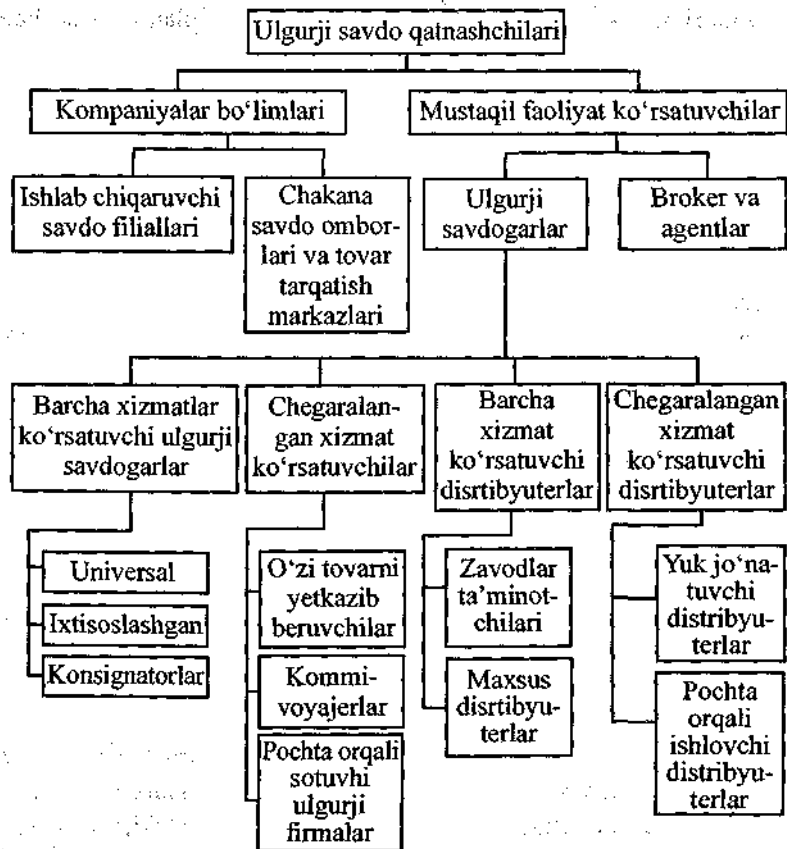 Ulgurji savdo qatnashchilari
Kompaniyalar bo‘limlari
Mustaqil faoliyat ko‘rsatuvchilar
Ishlab chiqaruvchi
savdo filiallari
Chakana
savdo ombor-
lari va tovar
tarqatish
markazlari
Ulgurji
savdogarlar
Broker va
agentlar
Barcha xizmatlar
ko‘rsatuvchi ulgurji
savdogarlar
Chegaralan-
gan xizmat
ko‘rsatuvchilar
Barcha
xizmat
ko‘rsatuvchi
disrtibyuterlar
Chegaralangan
xizmat
ko‘rsatuvchi
disrtibyuterlar
Universal
Ixtisoslashgan
Konsignatorlar
O‘zi tovarni
yetkazib
beruvchilar
Kommi-
voyajerlar
Pochta orqali
sotuvhi
ulgurji
firmalar
Zavodlar
ta’minot-
chilari
Maxsus
disrtibyu-
terlar
Yuk jo‘na-
tuvchi
distribyu-
terlar
Pochta
orqali
ishlovchi
distribyu-
terlar